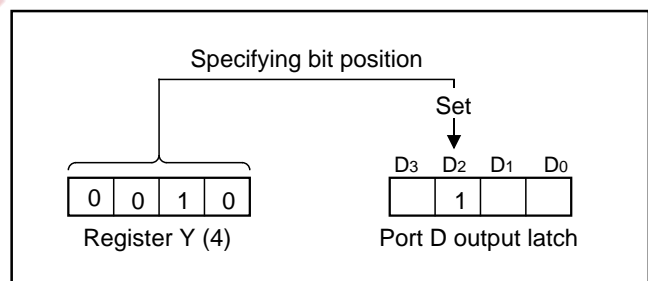 Specifying bit position
Set
D3 D2 D1 D0
0 0 1 0 1
Register Y (4) Port D output latch